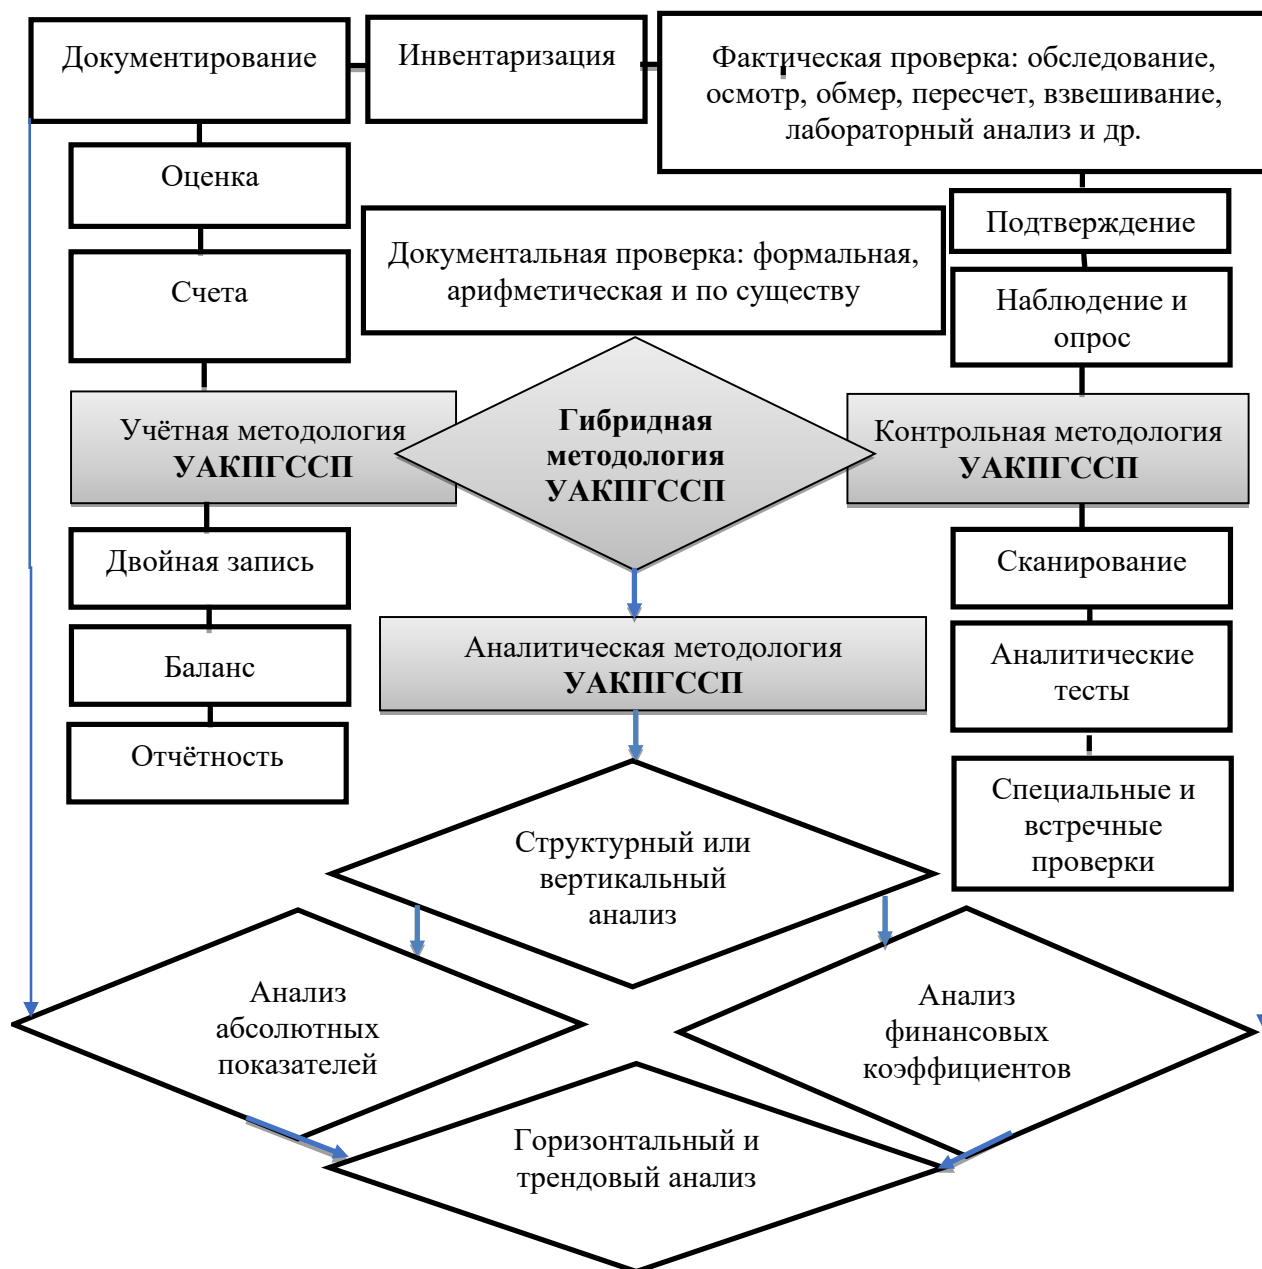 Документирование
Инвентаризация
Фактическая проверка: обследование,
осмотр, обмер, пересчет, взвешивание,
лабораторный анализ и др.
Оценка
Подтверждение
Документальная проверка: формальная,
арифметическая и по существу
Счета
Наблюдение и
опрос
Учётная методология
УАКПГССП
Гибридная
методология
УАКПГССП
Контрольная методология
УАКПГССП
Двойная запись
Сканирование
Аналитическая методология
УАКПГССП
Баланс
Аналитические
тесты
Отчётность
Специальные и
встречные
проверки
Структурный или
вертикальный
анализ
Анализ
абсолютных
показателей
Анализ
финансовых
коэффициентов
Горизонтальный и
трендовый анализ